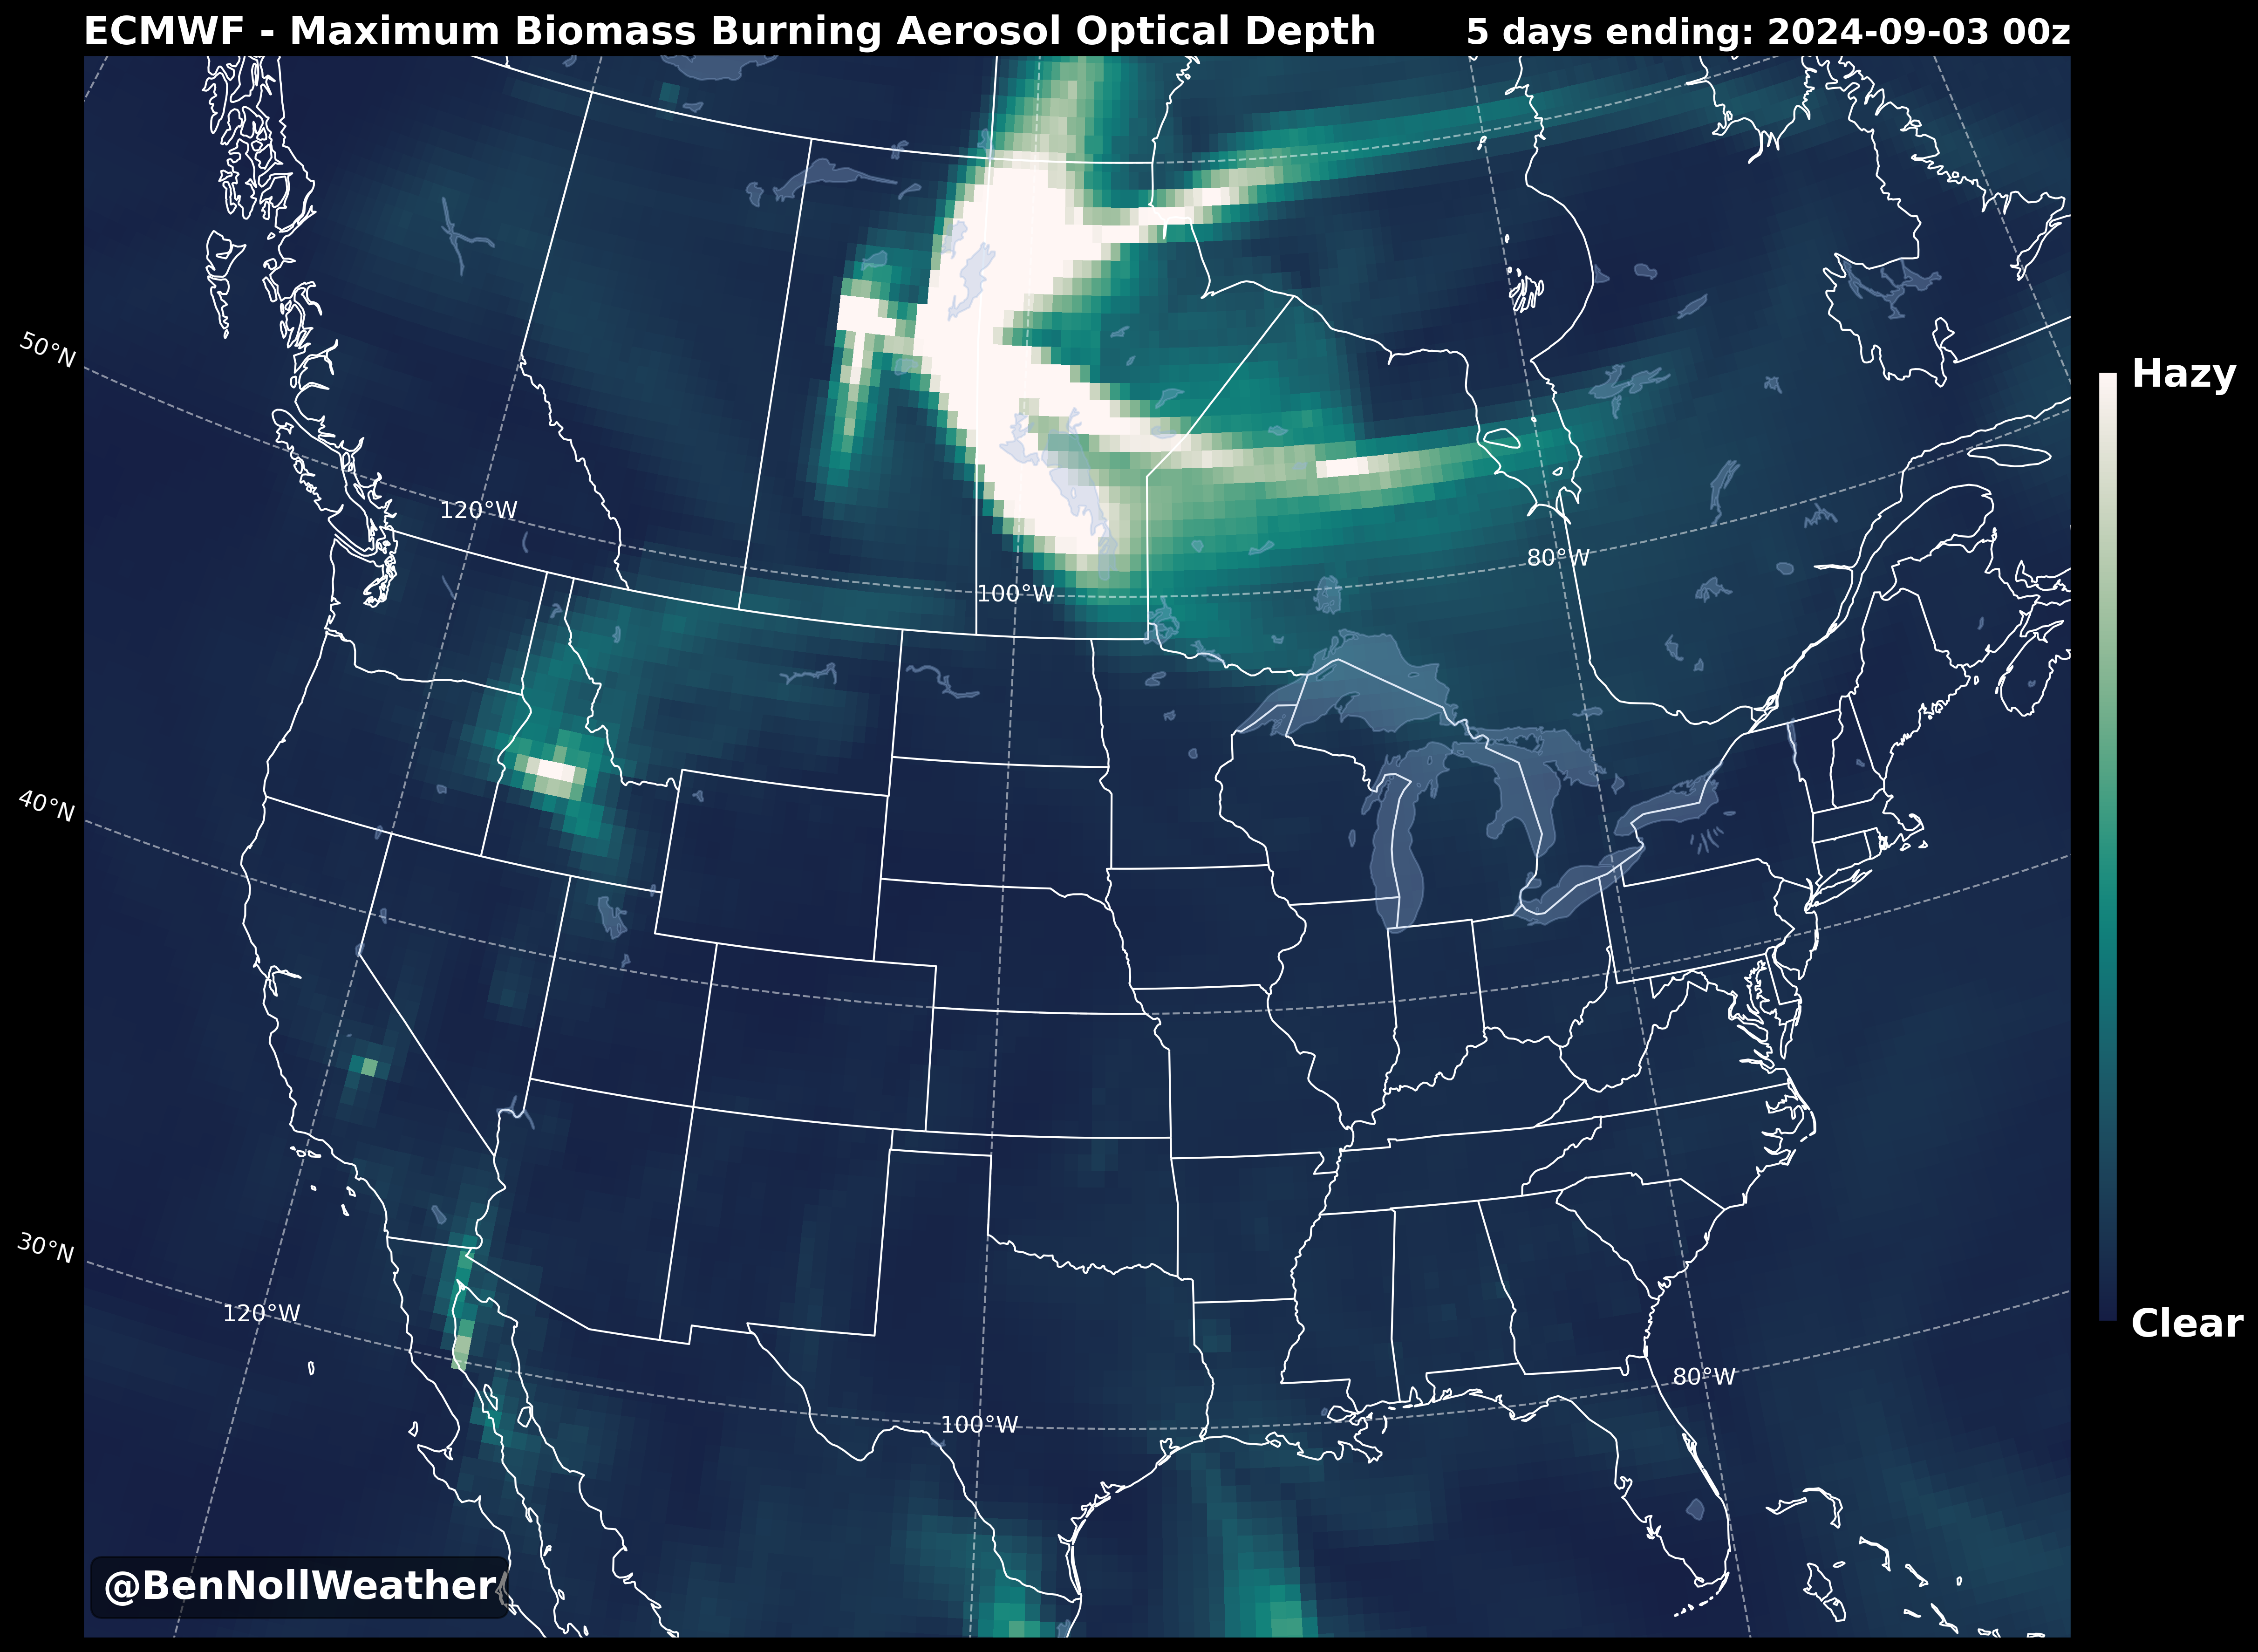 ECMWF - Maximum Biomass Burning Aerosol Optical Depth
5 days ending: 2024-09-03 00z
50°N
Hazy
120°W
80°W
100°W
40°N
30°N
120°W
Clear
80°W
100°W
@BenNollWeather